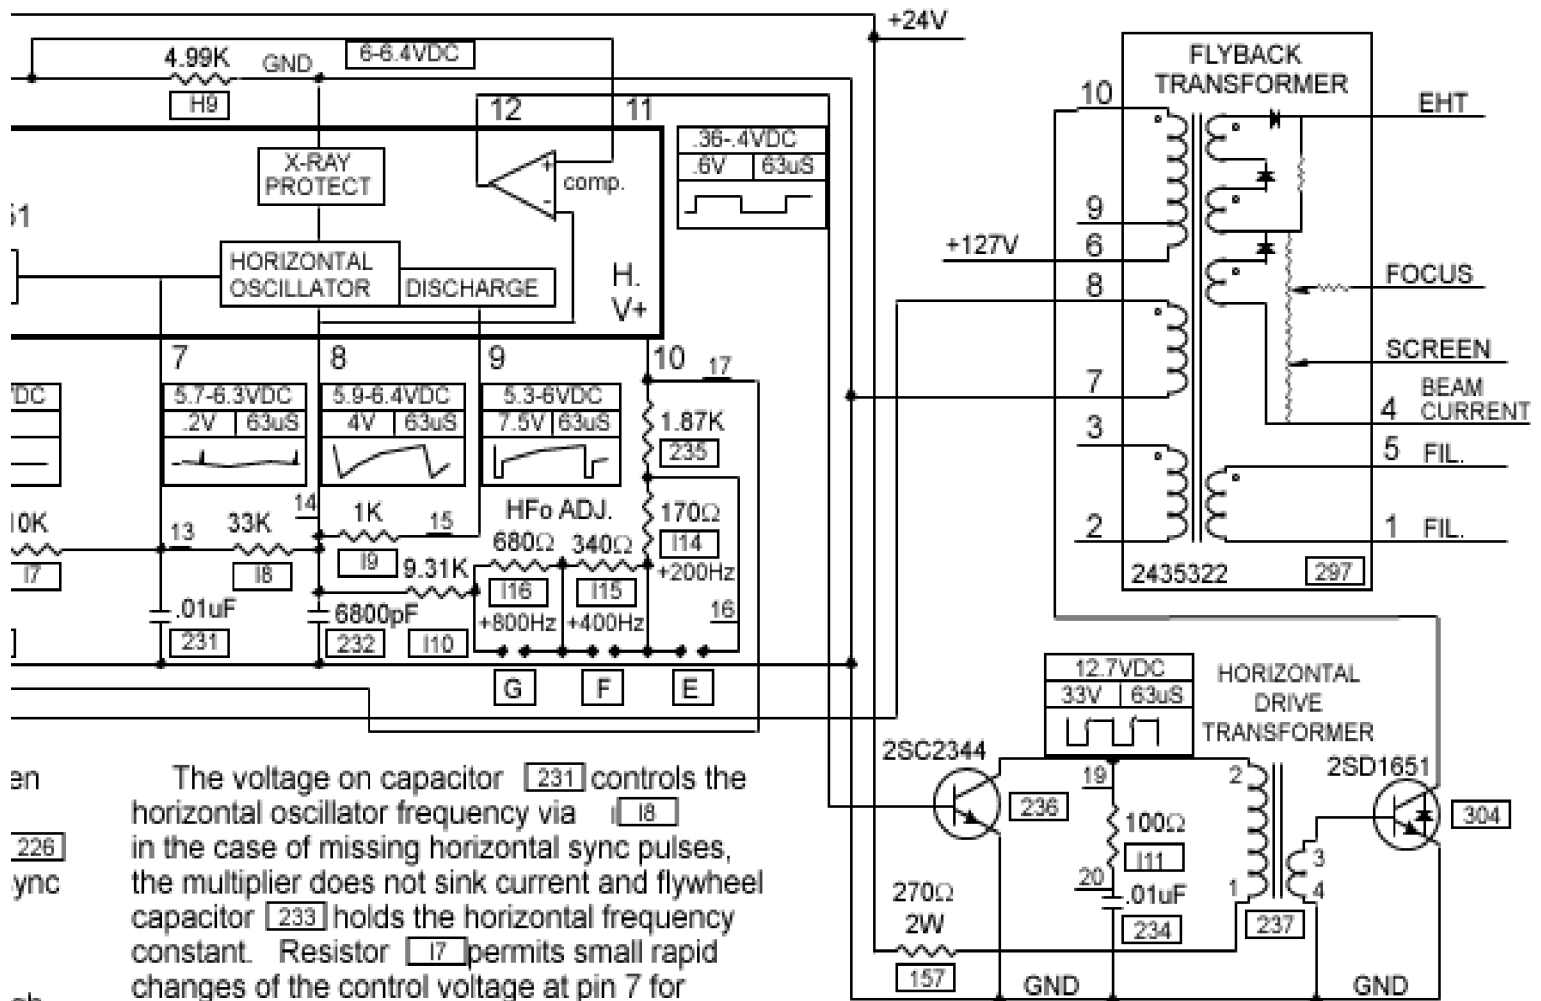 +24V
4.99K
GND
6-6.4VDC
H9
12
11
FLYBACK
TRANSFORMER
10
EHT
X-RAY
PROTECT
comp.
+
-
.36-.4VDC
.6V 63uS
51
9
+127V
6
HORIZONTAL
OSCILLATOR
DISCHARGE
H.
V+
8
FOCUS
7
8
9
10
17
7
SCREEN
BEAM
CURRENT
4
VDC
5.7-6.3VDC
.2V 63uS
5.9-6.4VDC
4V 63uS
5.3-6VDC
7.5V 63uS
1.87K
235
3
5 FIL.
14
HFo ADJ.
10K
13
33K
1K
15
680Ω
340Ω
170Ω
I14
+200Hz
2
1 FIL.
I7
I8
I9
9.31K
I16
I15
2435322
297
.01uF
231
6800pF
232
I10
+800Hz
+400Hz
16
G
F
E
12.7VDC
33V 63uS
HORIZONTAL
DRIVE
TRANSFORMER
2SC2344
2SD1651
19
2
236
304
100Ω
I11
20
.01uF
234
1
3
4
237
270Ω
2W
157
GND
GND
en
226
ync
The voltage on capacitor 231 controls the
horizontal oscillator frequency via I8
in the case of missing horizontal sync pulses,
the multiplier does not sink current and flywheel
capacitor 233 holds the horizontal frequency
constant. Resistor I7 permits small rapid
changes of the control voltage at pin 7 for